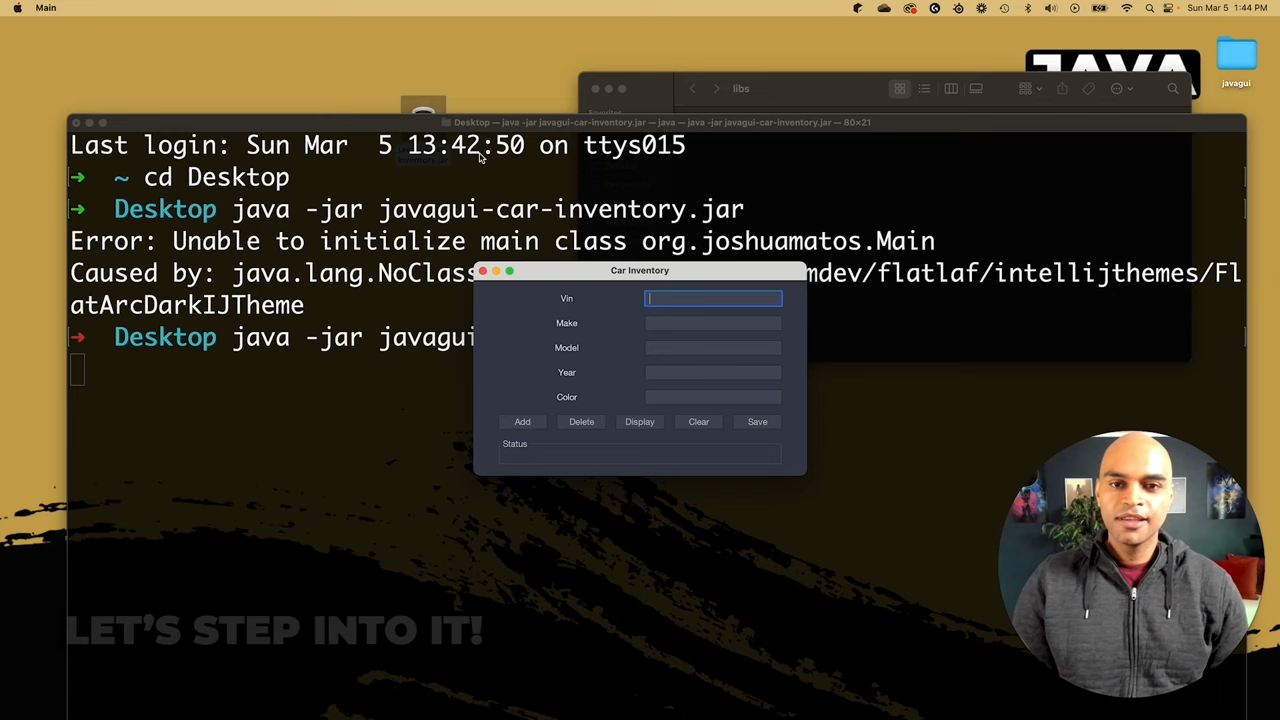 Main
Sun Mar 5 1:44 PM
JAVA
javagui
libs
Favorites
Desktop — java -jar javagui-car-inventory.jar — java — java -jar javagui-car-inventory.jar — 80×21
Last login: Sun Mar  5 13:42:50 on ttys015
➜ ~ cd Desktop
➜ Desktop java -jar javagui-car-inventory.jar
Error: Unable to initialize main class org.joshuamatos.Main
Caused by: java.lang.NoClass mdev/flatlaf/intellijthemes/Fl
atArcDarkIJTheme
➜ Desktop java -jar javagui
Car Inventory
Vin
Make
Model
Year
Color
Add Delete Display Clear Save
Status
LET'S STEP INTO IT!